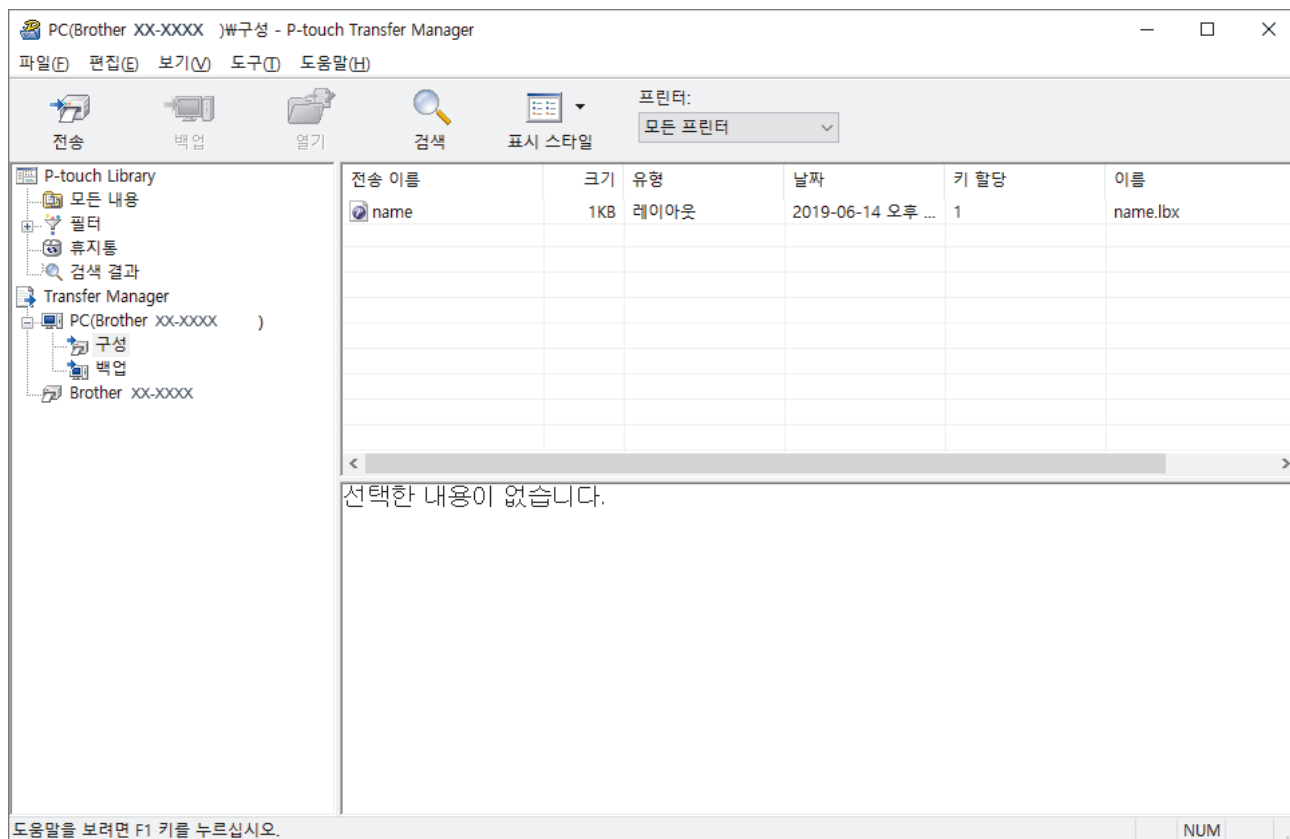 PC(Brother XX-XXXX )₩구성 - P-touch Transfer Manager
파일(F) 편집(E) 보기(V) 도구(T) 도움말(H)
전송 백업 열기 검색 표시 스타일 프린터: 모든 프린터
P-touch Library
모든 내용
필터
휴지통
검색 결과
Transfer Manager
PC(Brother XX-XXXX )
구성
백업
Brother XX-XXXX
전송 이름 크기 유형 날짜 키 할당 이름
name 1KB 레이아웃 2019-06-14 오후 ... 1 name.lbx
선택한 내용이 없습니다.
도움말을 보려면 F1 키를 누르십시오. NUM